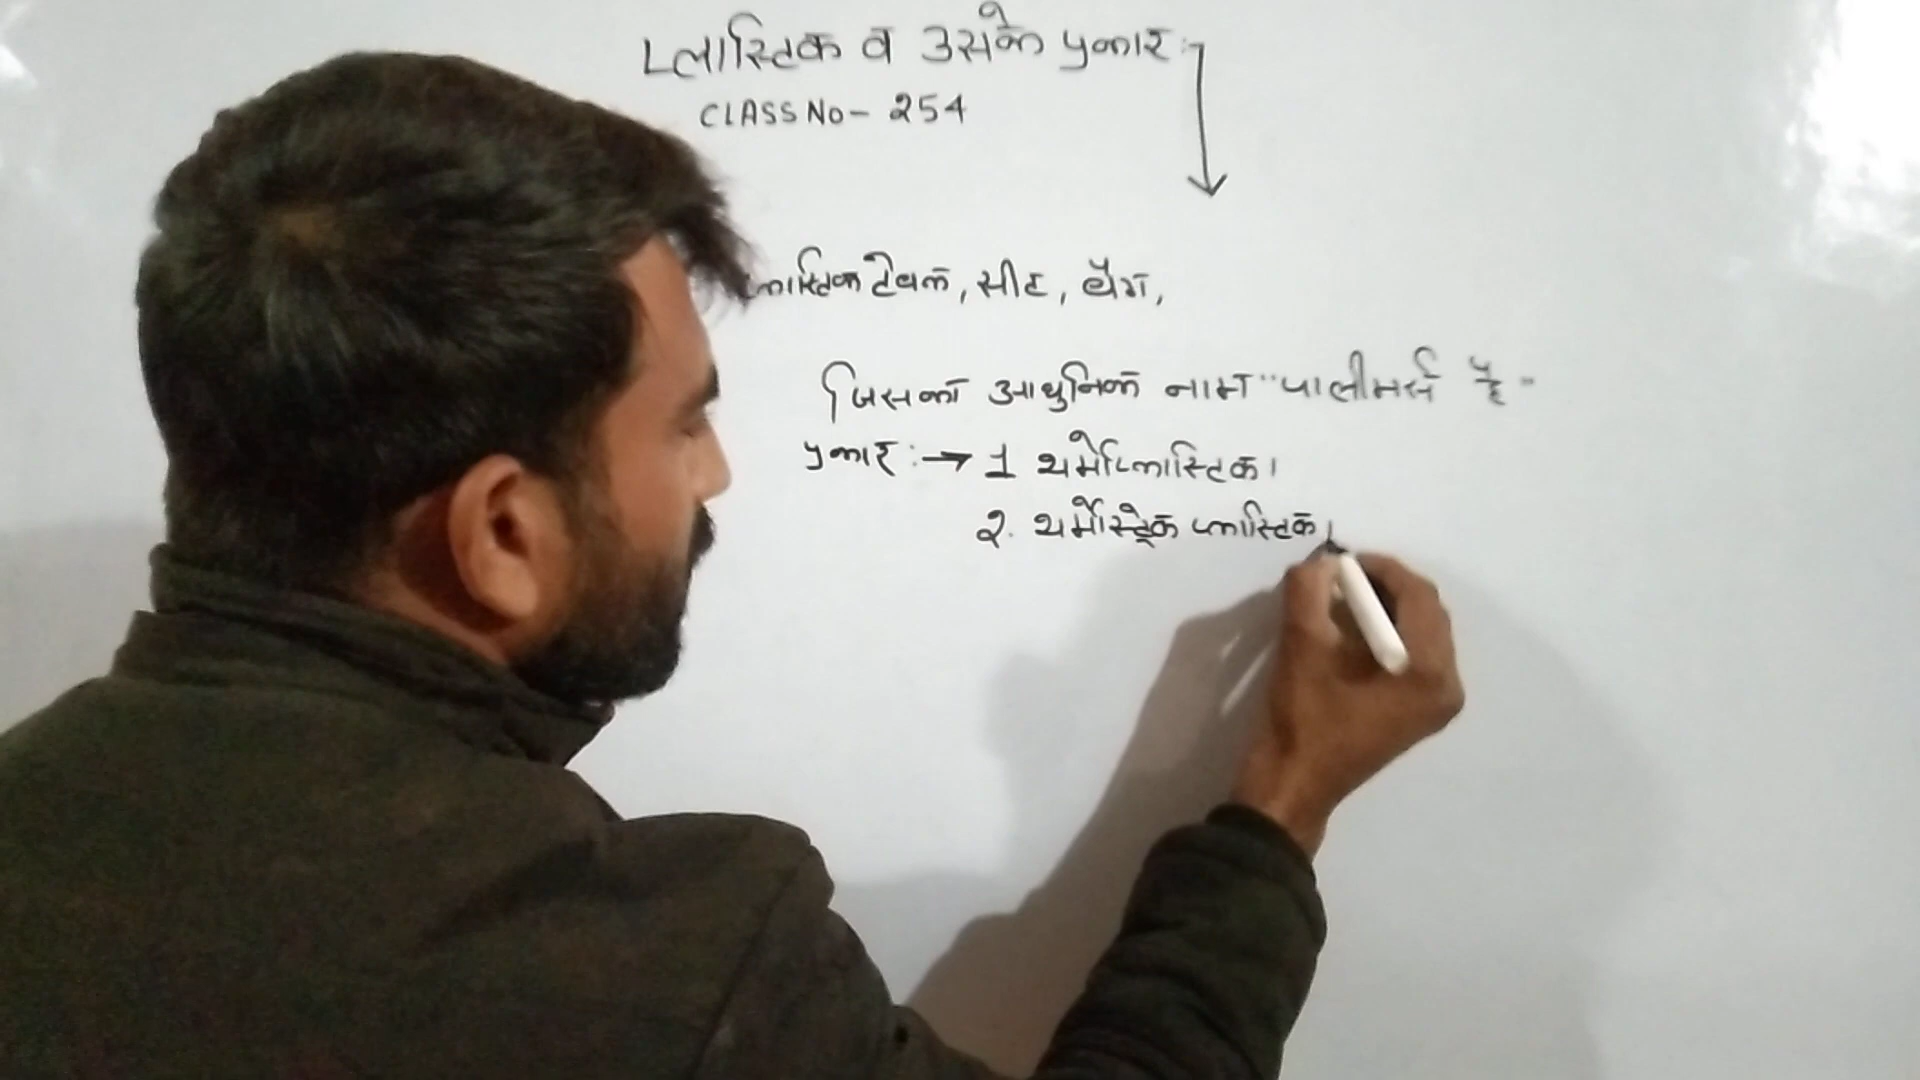 प्लास्टिक व उसके प्रकार :-
CLASS No - 254
प्लास्टिक टेबल, सीट, बैग,
जिसका आधुनिक नाम "पालीमर्स है"
प्रकार :→ 1 थर्मोप्लास्टिक।
2. थर्मोस्ट्रेक प्लास्टिक।